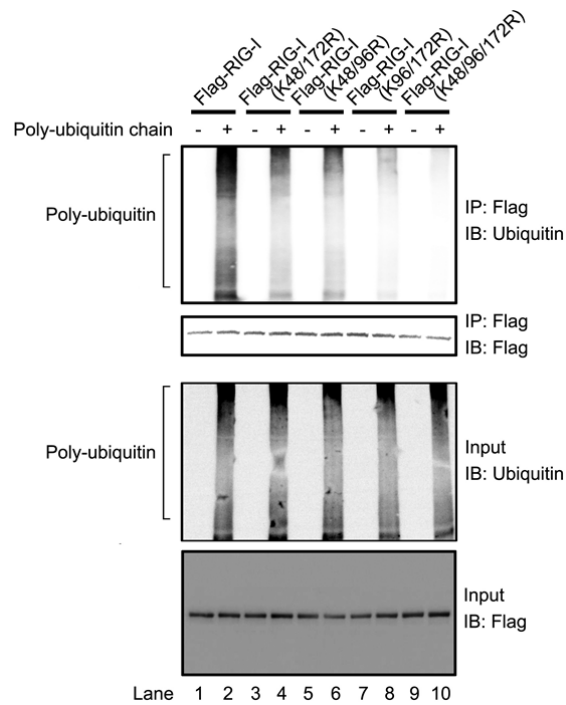 Flag-RIG-I
Flag-RIG-I
(K48/172R)
Flag-RIG-I
(K48/96R)
Flag-RIG-I
(K96/172R)
Flag-RIG-I
(K48/96/172R)
Poly-ubiquitin chain - + - + - + - + - +
Poly-ubiquitin
IP: Flag
IB: Ubiquitin
IP: Flag
IB: Flag
Poly-ubiquitin
Input
IB: Ubiquitin
Input
IB: Flag
Lane 1 2 3 4 5 6 7 8 9 10